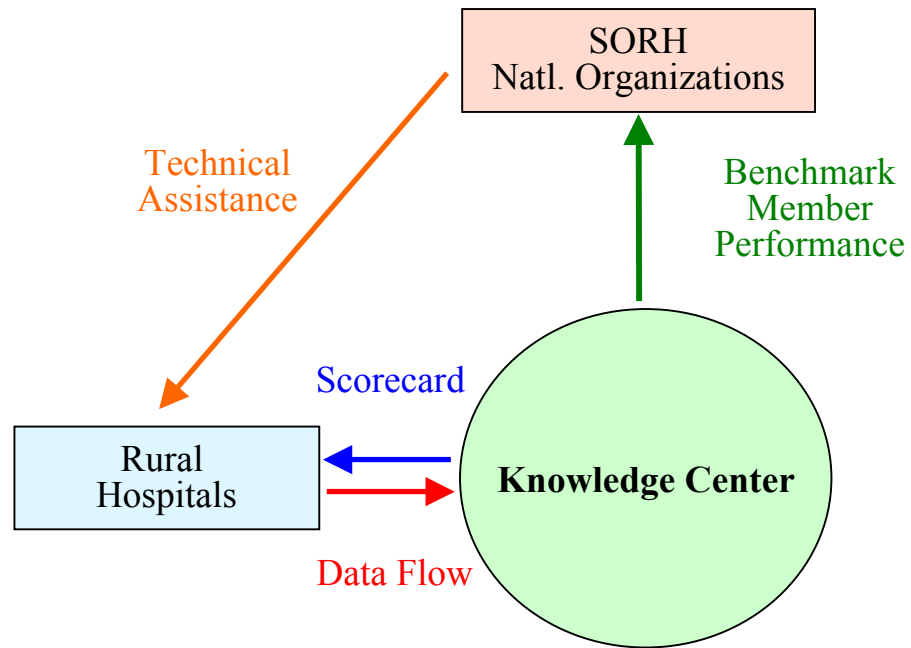 SORH
Natl. Organizations
Technical
Assistance
Benchmark
Member
Performance
Scorecard
Rural
Hospitals
Knowledge Center
Data Flow